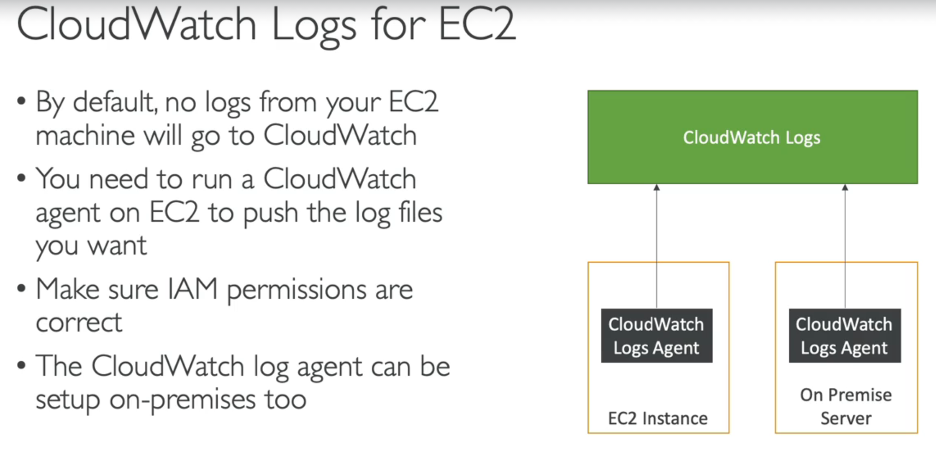 CloudWatch Logs for EC2
• By default, no logs from your EC2
machine will go to CloudWatch
• You need to run a CloudWatch
agent on EC2 to push the log files
you want
• Make sure IAM permissions are
correct
• The CloudWatch log agent can be
setup on-premises too
CloudWatch Logs
CloudWatch
Logs Agent
EC2 Instance
CloudWatch
Logs Agent
On Premise
Server